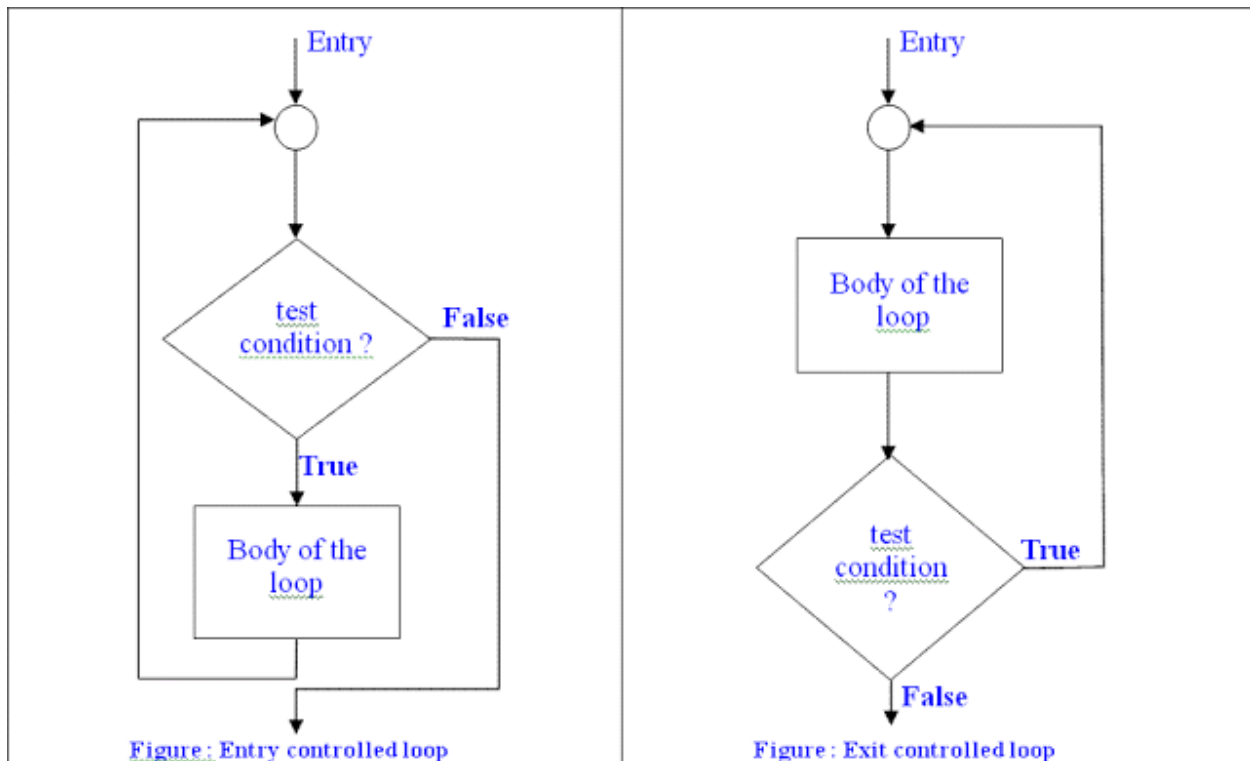 Entry
test
condition ?
False
True
Body of the
loop
Figure : Entry controlled loop
Entry
Body of the
loop
test
condition
?
True
False
Figure : Exit controlled loop